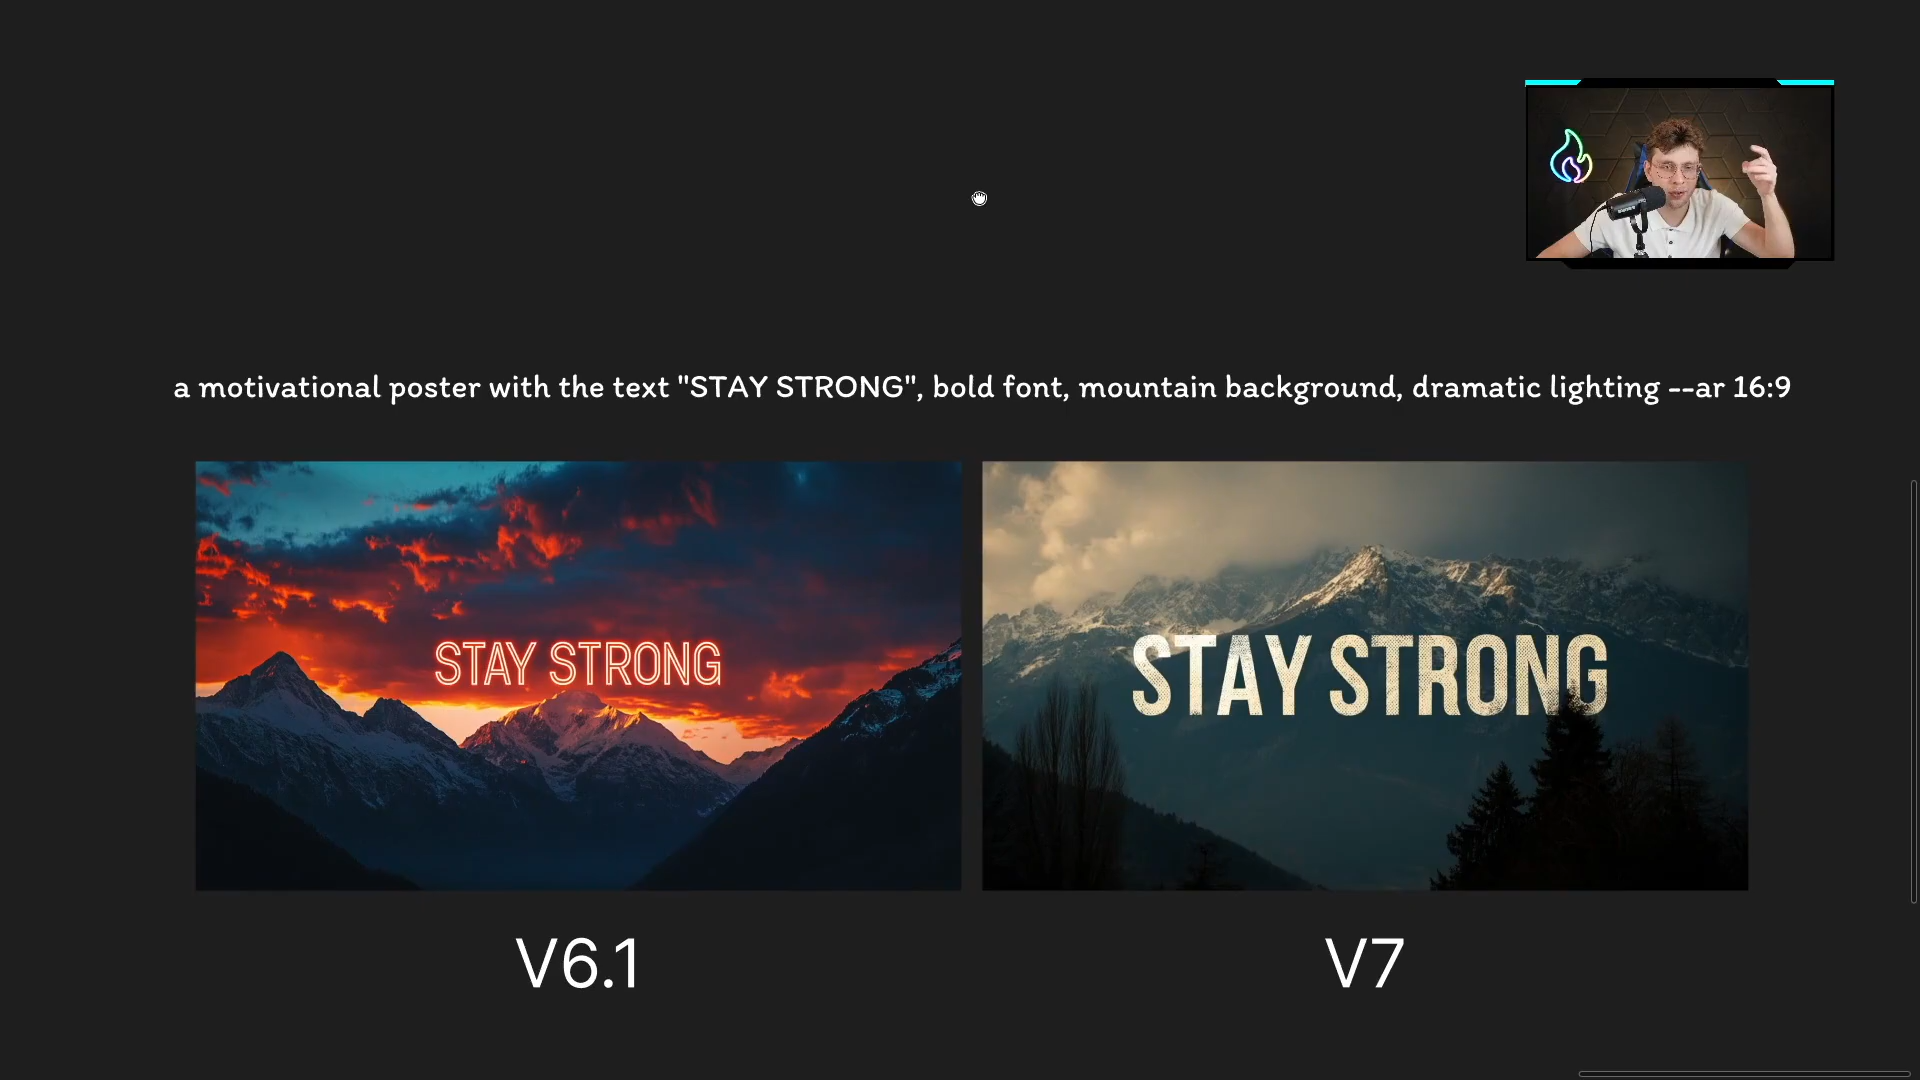 a motivational poster with the text "STAY STRONG", bold font, mountain background, dramatic lighting --ar 16:9
STAY STRONG
STAY STRONG
V6.1
V7